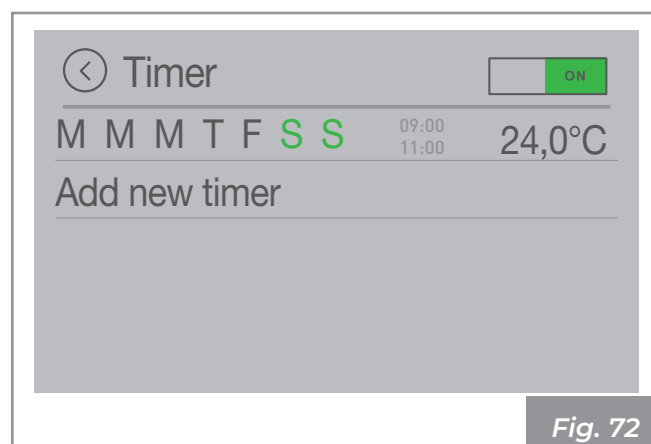 Timer
ON
M M M T F S S
09:00
11:00
24,0°C
Add new timer
Fig. 72